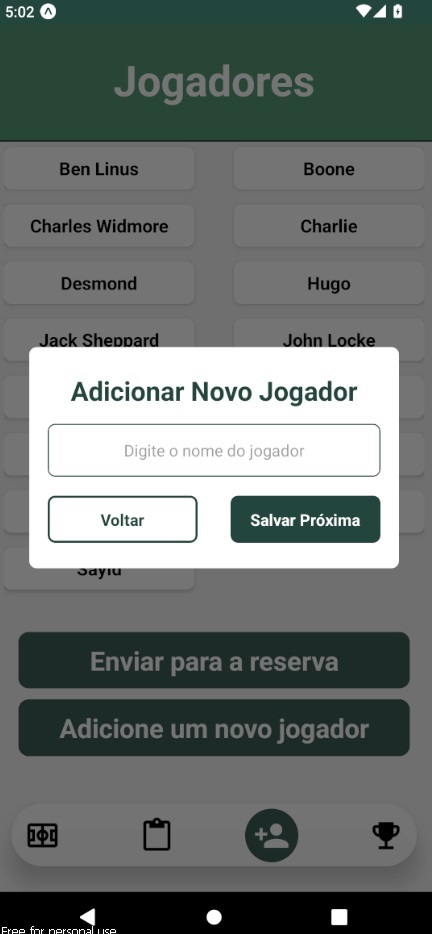 5:02
Jogadores
Ben Linus
Boone
Charles Widmore
Charlie
Desmond
Hugo
Jack Sheppard
John Locke
Adicionar Novo Jogador
Digite o nome do jogador
Voltar
Salvar Próxima
Sayid
Enviar para a reserva
Adicione um novo jogador
Free for personal use